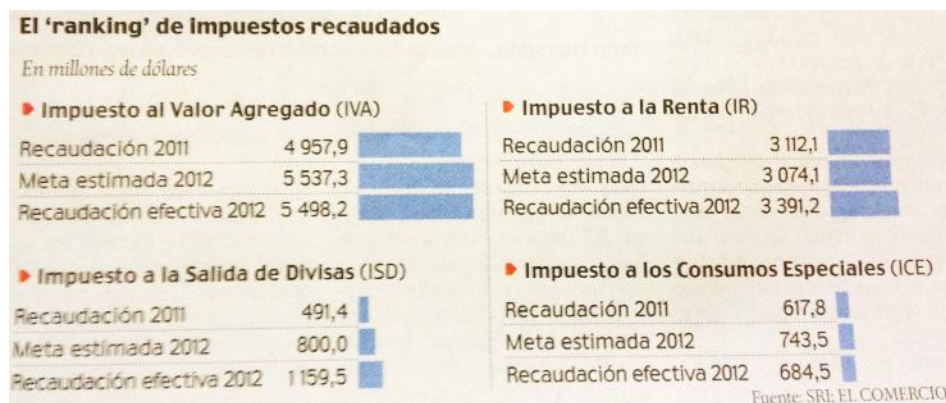 El ‘ranking’ de impuestos recaudados
En millones de dólares
Impuesto al Valor Agregado (IVA)
Recaudación 2011 4 957,9
Meta estimada 2012 5 537,3
Recaudación efectiva 2012 5 498,2
Impuesto a la Renta (IR)
Recaudación 2011 3 112,1
Meta estimada 2012 3 074,1
Recaudación efectiva 2012 3 391,2
Impuesto a la Salida de Divisas (ISD)
Recaudación 2011 491,4
Meta estimada 2012 800,0
Recaudación efectiva 2012 1 159,5
Impuesto a los Consumos Especiales (ICE)
Recaudación 2011 617,8
Meta estimada 2012 743,5
Recaudación efectiva 2012 684,5
Fuente: SRI; EL COMERCIO